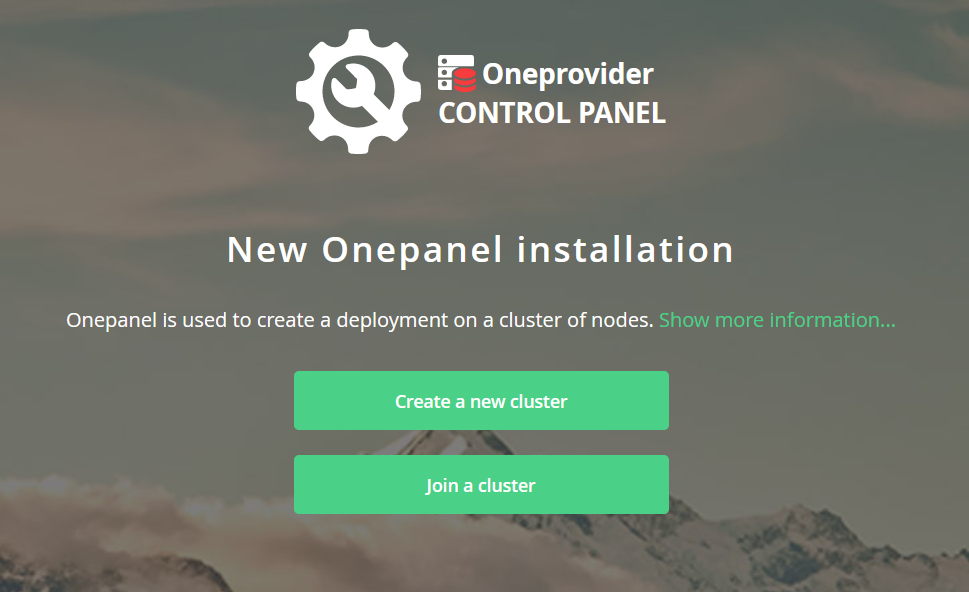 Oneprovider
CONTROL PANEL
New Onepanel installation
Onepanel is used to create a deployment on a cluster of nodes. Show more information...
Create a new cluster
Join a cluster